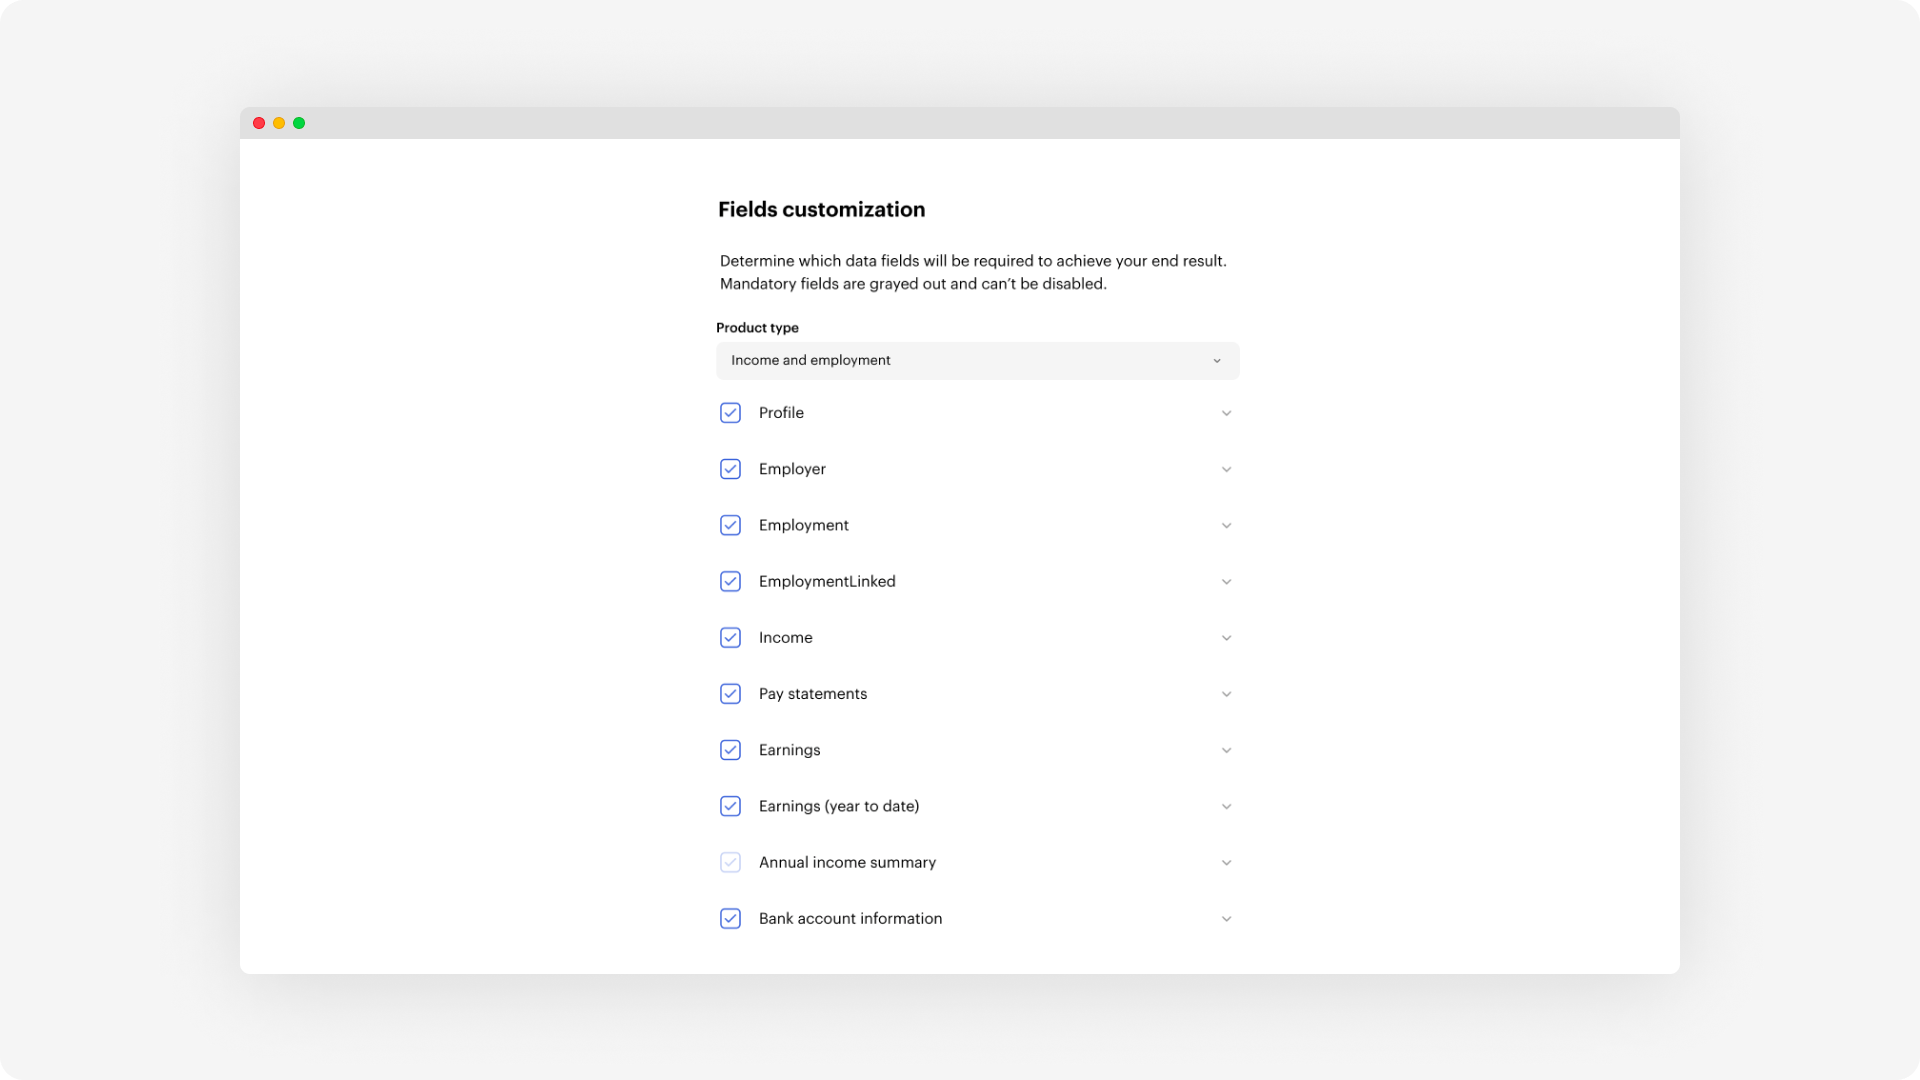 Fields customization
Determine which data fields will be required to achieve your end result.
Mandatory fields are grayed out and can’t be disabled.
Product type
Income and employment
Profile
Employer
Employment
EmploymentLinked
Income
Pay statements
Earnings
Earnings (year to date)
Annual income summary
Bank account information